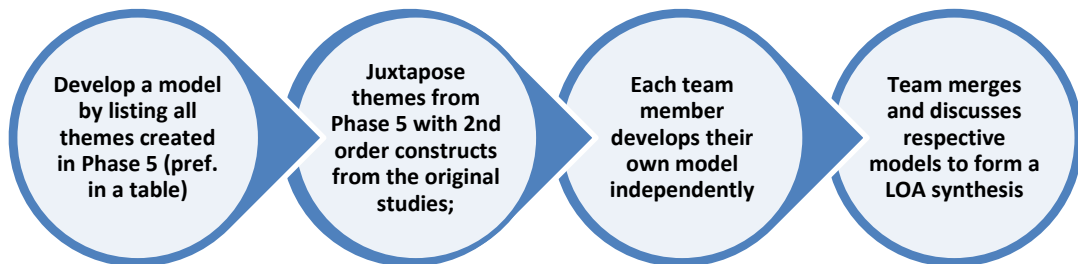 Develop a model
by listing all
themes created
in Phase 5 (pref.
in a table)
Juxtapose
themes from
Phase 5 with 2nd
order constructs
from the original
studies;
Each team
member
develops their
own model
independently
Team merges
and discusses
respective
models to form a
LOA synthesis